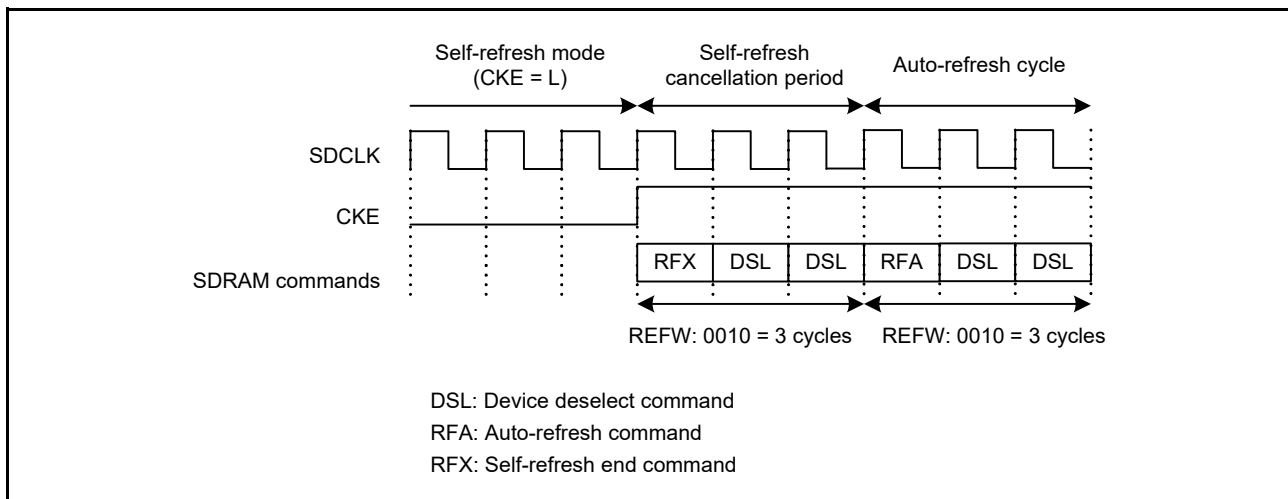 Self-refresh mode
(CKE = L)
Self-refresh
cancellation period
Auto-refresh cycle
SDCLK
CKE
SDRAM commands
RFX DSL DSL RFA DSL DSL
REFW: 0010 = 3 cycles REFW: 0010 = 3 cycles
DSL: Device deselect command
RFA: Auto-refresh command
RFX: Self-refresh end command